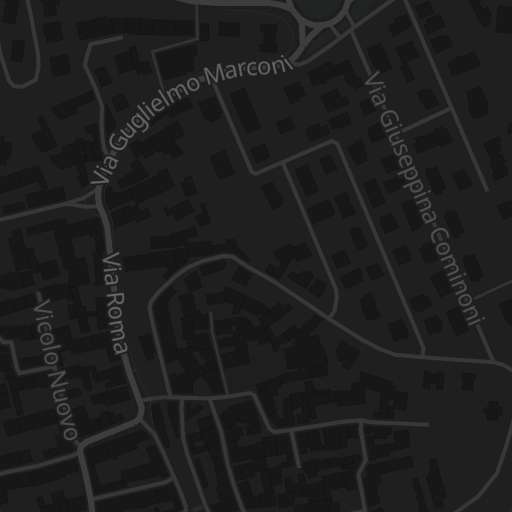 Via Guglielmo Marconi
Via Giuseppina Cominoni
Via Roma
Vicolo Nuovo